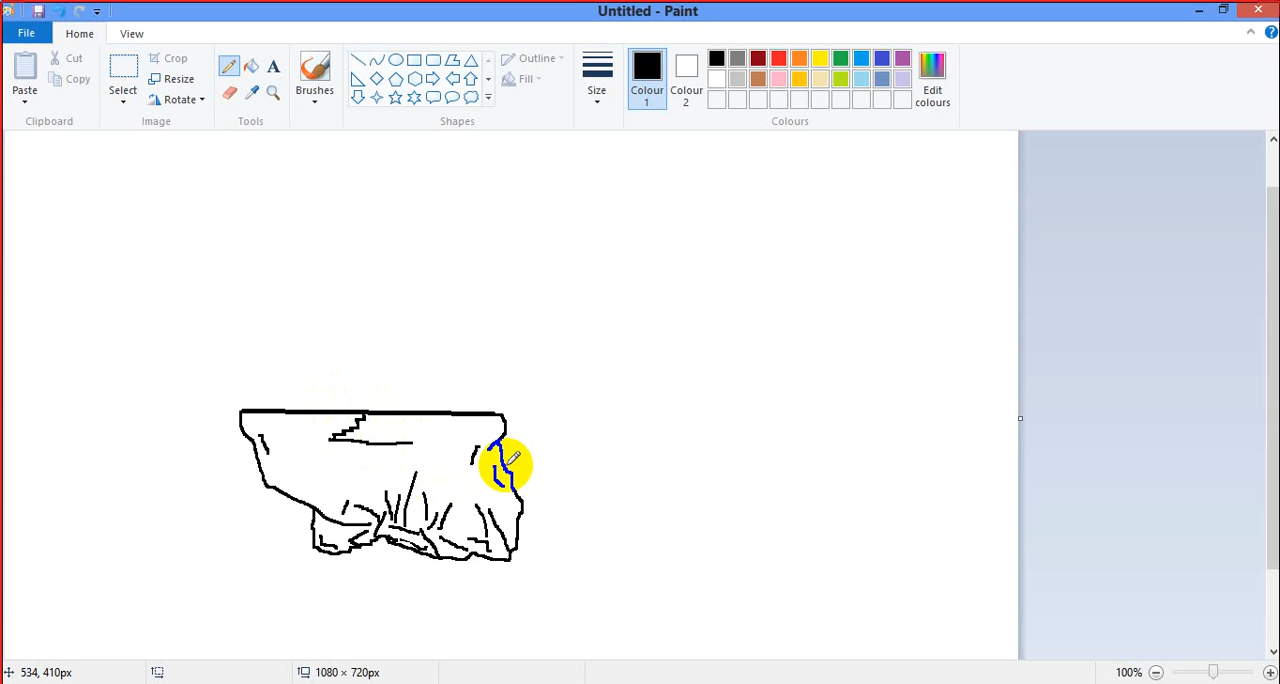 Untitled - Paint
File Home View
Paste Cut Copy Select Crop Resize Rotate A Brushes Outline Fill Size Colour 1 Colour 2 Edit colours
Clipboard Image Tools Shapes Colours
534, 410px 1080 × 720px 100%